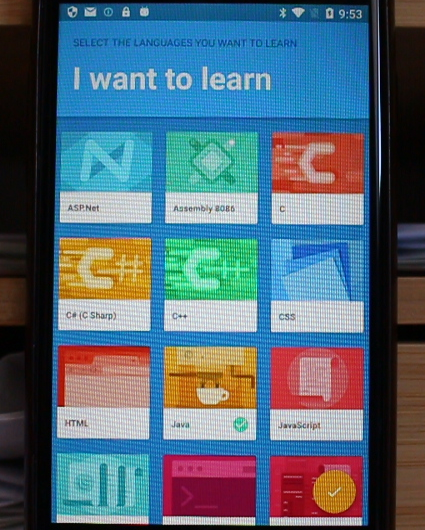 9:53
SELECT THE LANGUAGES YOU WANT TO LEARN
I want to learn
ASP.Net
Assembly 8086
C
C# (C Sharp)
C++
CSS
HTML
Java
JavaScript